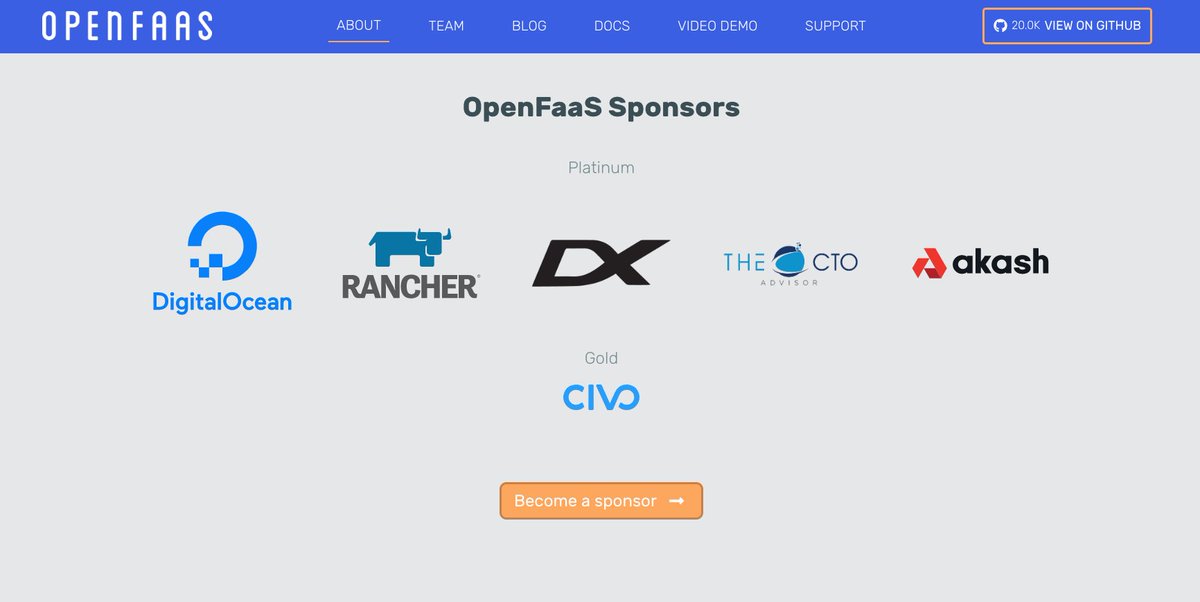 OPENFAAS
ABOUT
TEAM
BLOG
DOCS
VIDEO DEMO
SUPPORT
20.0K VIEW ON GITHUB
OpenFaaS Sponsors
Platinum
DigitalOcean
RANCHER®
DX
THE CTO
ADVISOR
akash
Gold
CIVO
Become a sponsor →